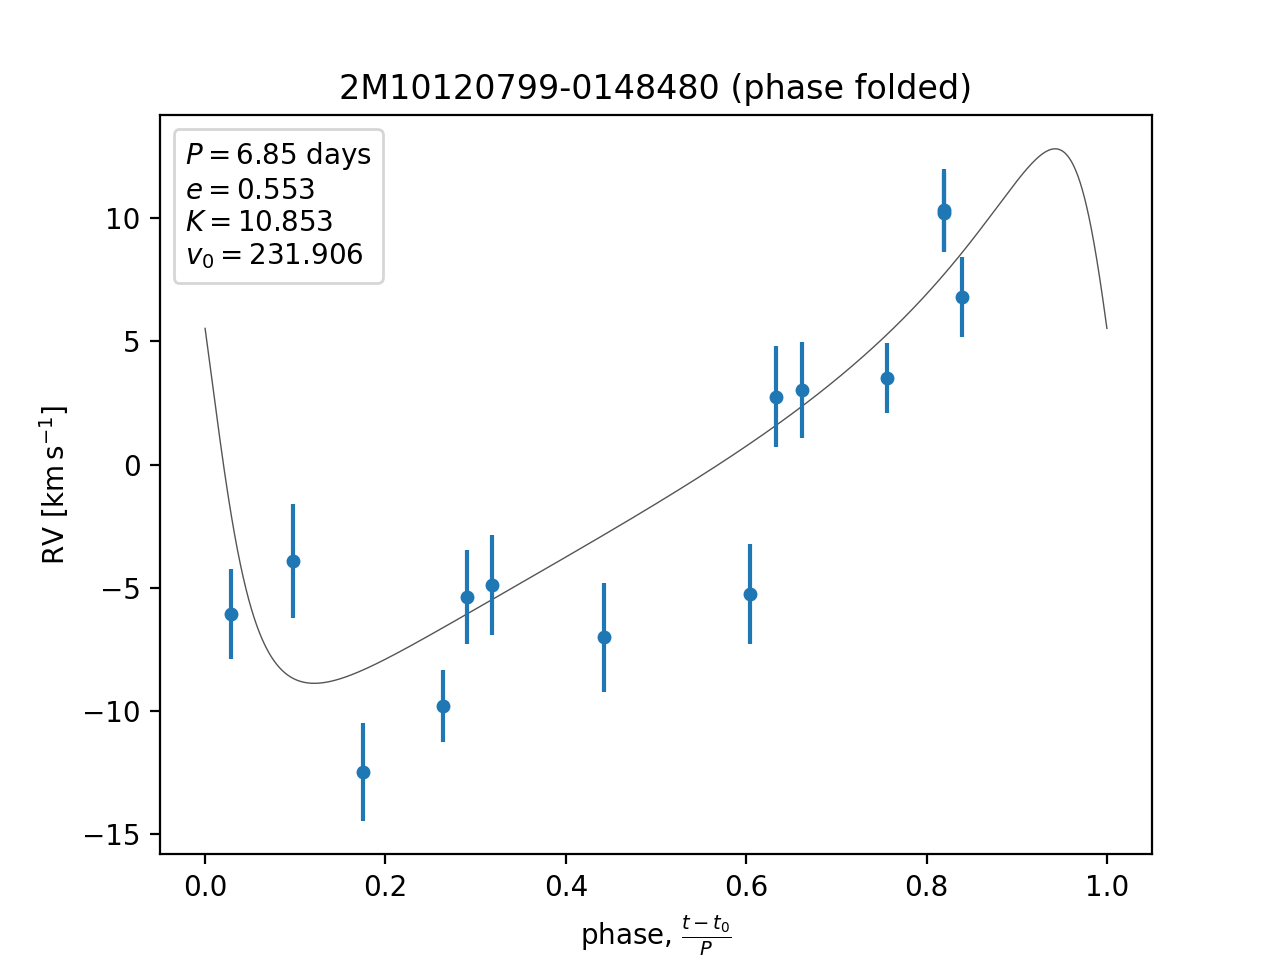 2M10120799-0148480 (phase folded)
P = 6.85 days
e = 0.553
K = 10.853
v₀ = 231.906
10
5
0
−5
−10
−15
RV [km s⁻¹]
0.0 0.2 0.4 0.6 0.8 1.0
phase, (t − t₀)/P